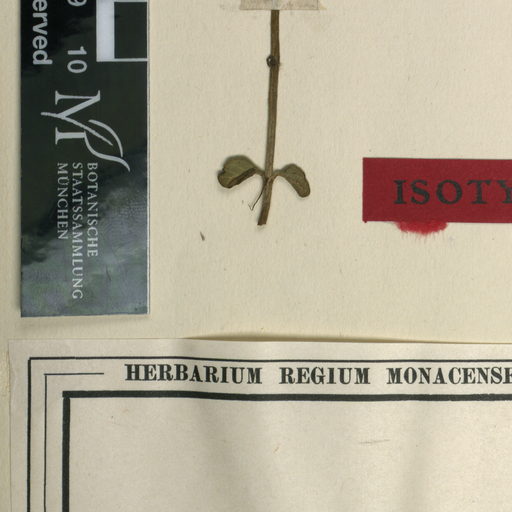 erved
9 10
M
BOTANISCHE
STAATSSAMMLUNG
MÜNCHEN
ISOTY
HERBARIUM REGIUM MONACENSE